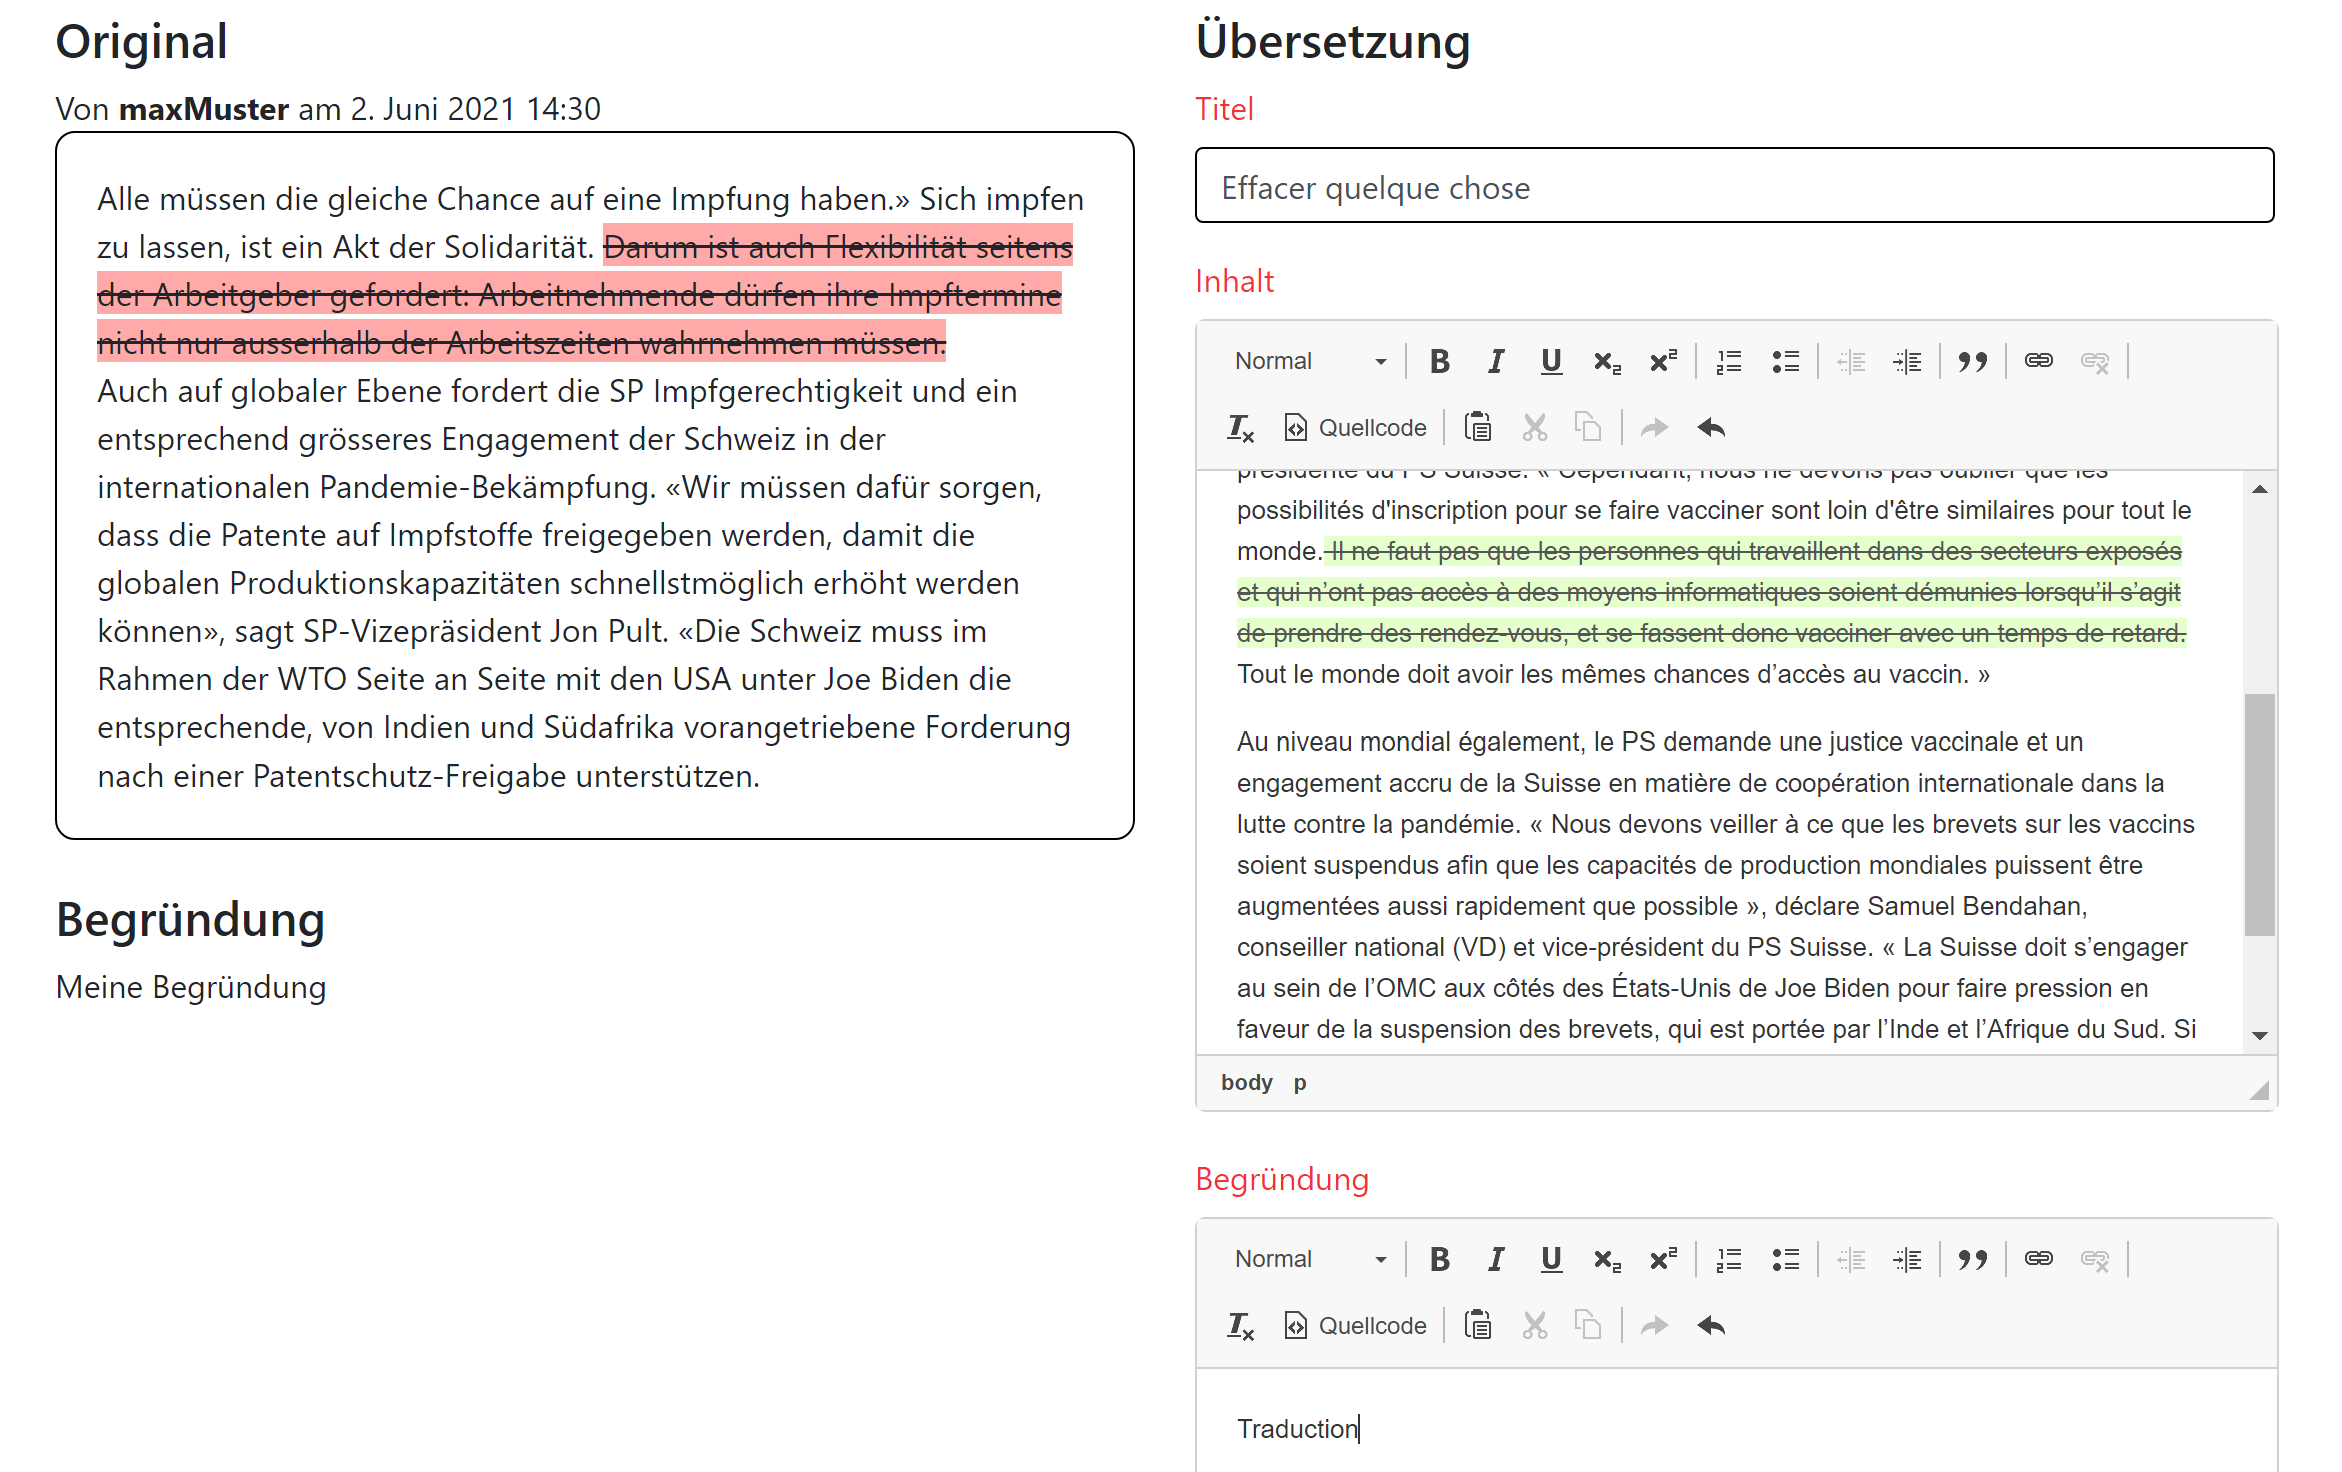 Original
Von maxMuster am 2. Juni 2021 14:30
Alle müssen die gleiche Chance auf eine Impfung haben.» Sich impfen
zu lassen, ist ein Akt der Solidarität. Darum ist auch Flexibilität seitens
der Arbeitgeber gefordert: Arbeitnehmende dürfen ihre Impftermine
nicht nur ausserhalb der Arbeitszeiten wahrnehmen müssen.
Auch auf globaler Ebene fordert die SP Impfgerechtigkeit und ein
entsprechend grösseres Engagement der Schweiz in der
internationalen Pandemie-Bekämpfung. «Wir müssen dafür sorgen,
dass die Patente auf Impfstoffe freigegeben werden, damit die
globalen Produktionskapazitäten schnellstmöglich erhöht werden
können», sagt SP-Vizepräsident Jon Pult. «Die Schweiz muss im
Rahmen der WTO Seite an Seite mit den USA unter Joe Biden die
entsprechende, von Indien und Südafrika vorangetriebene Forderung
nach einer Patentschutz-Freigabe unterstützen.
Begründung
Meine Begründung
Übersetzung
Titel
Effacer quelque chose
Inhalt
Normal
Quellcode
présidente du PS Suisse. « Cependant, nous ne devons pas oublier que les
possibilités d'inscription pour se faire vacciner sont loin d'être similaires pour tout le
monde. Il ne faut pas que les personnes qui travaillent dans des secteurs exposés
et qui n’ont pas accès à des moyens informatiques soient démunies lorsqu’il s’agit
de prendre des rendez-vous, et se fassent donc vacciner avec un temps de retard.
Tout le monde doit avoir les mêmes chances d’accès au vaccin. »
Au niveau mondial également, le PS demande une justice vaccinale et un
engagement accru de la Suisse en matière de coopération internationale dans la
lutte contre la pandémie. « Nous devons veiller à ce que les brevets sur les vaccins
soient suspendus afin que les capacités de production mondiales puissent être
augmentées aussi rapidement que possible », déclare Samuel Bendahan,
conseiller national (VD) et vice-président du PS Suisse. « La Suisse doit s’engager
au sein de l’OMC aux côtés des États-Unis de Joe Biden pour faire pression en
faveur de la suspension des brevets, qui est portée par l’Inde et l’Afrique du Sud. Si
body p
Begründung
Normal
Quellcode
Traduction